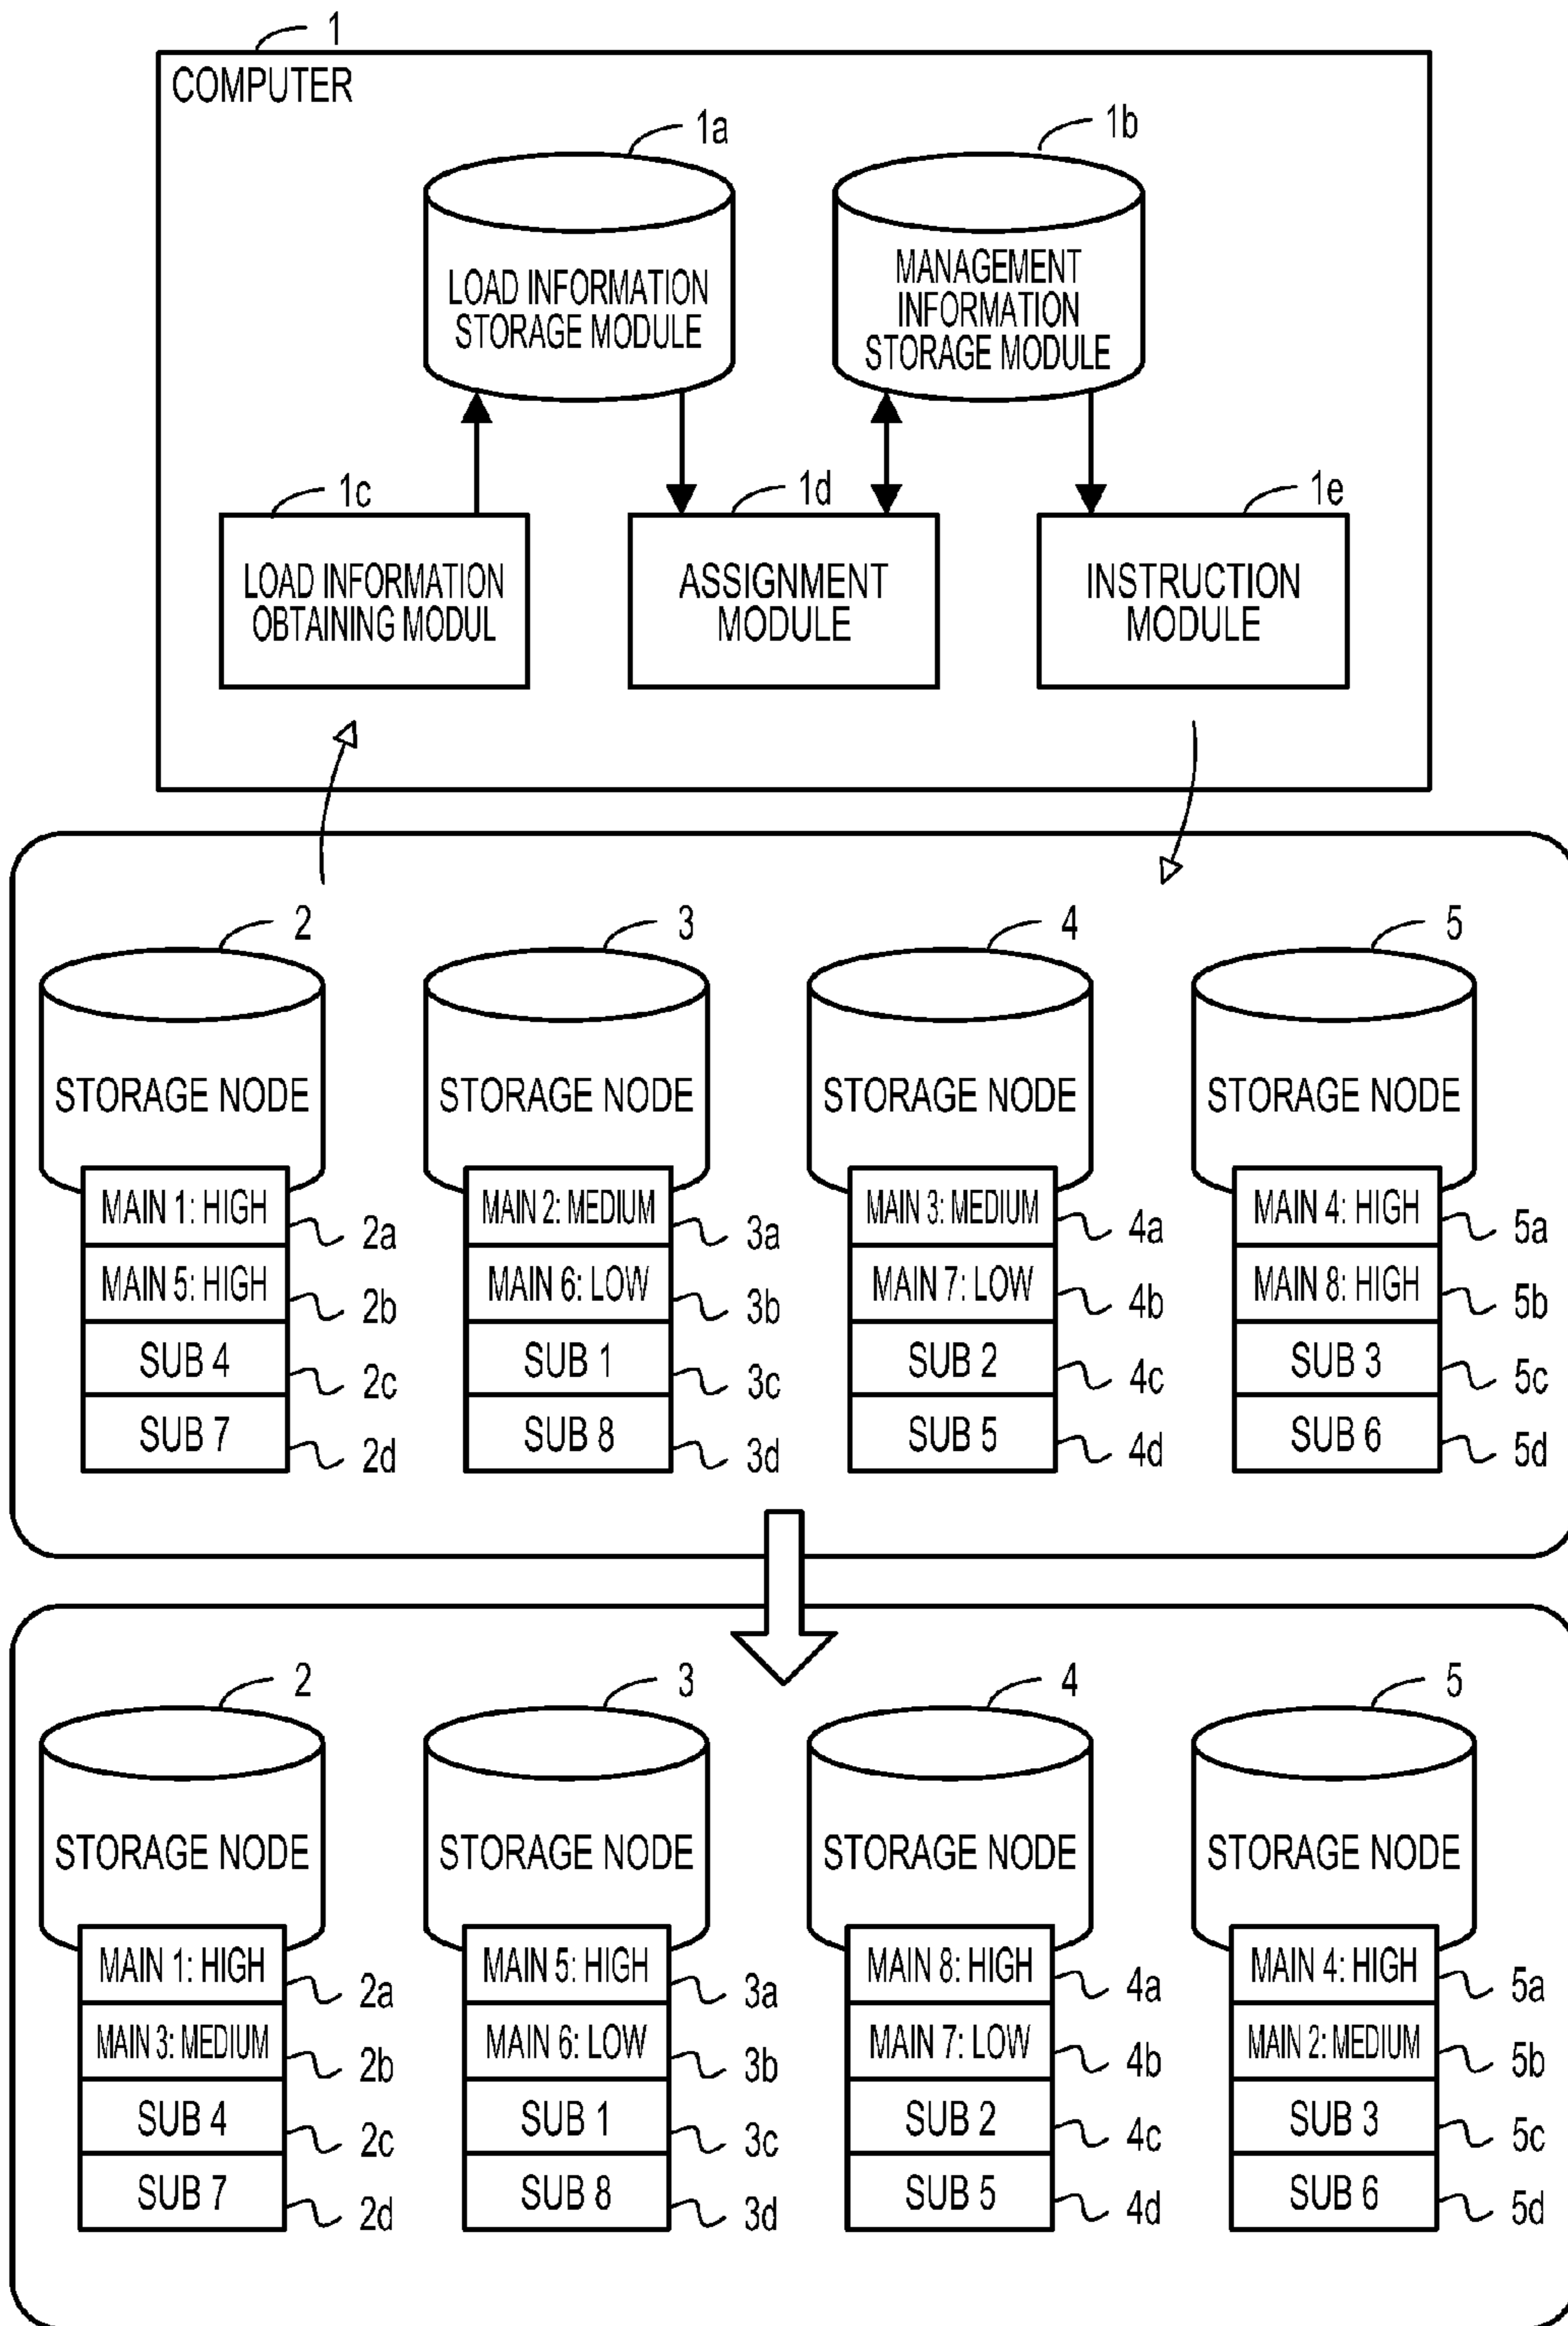 1
COMPUTER
1a
1b
LOAD INFORMATION
STORAGE MODULE
MANAGEMENT
INFORMATION
STORAGE MODULE
1c
1d
1e
LOAD INFORMATION
OBTAINING MODUL
ASSIGNMENT
MODULE
INSTRUCTION
MODULE
2
3
4
5
STORAGE NODE
STORAGE NODE
STORAGE NODE
STORAGE NODE
MAIN 1: HIGH
2a
MAIN 2: MEDIUM
3a
MAIN 3: MEDIUM
4a
MAIN 4: HIGH
5a
MAIN 5: HIGH
2b
MAIN 6: LOW
3b
MAIN 7: LOW
4b
MAIN 8: HIGH
5b
SUB 4
2c
SUB 1
3c
SUB 2
4c
SUB 3
5c
SUB 7
2d
SUB 8
3d
SUB 5
4d
SUB 6
5d
2
3
4
5
STORAGE NODE
STORAGE NODE
STORAGE NODE
STORAGE NODE
MAIN 1: HIGH
2a
MAIN 5: HIGH
3a
MAIN 8: HIGH
4a
MAIN 4: HIGH
5a
MAIN 3: MEDIUM
2b
MAIN 6: LOW
3b
MAIN 7: LOW
4b
MAIN 2: MEDIUM
5b
SUB 4
2c
SUB 1
3c
SUB 2
4c
SUB 3
5c
SUB 7
2d
SUB 8
3d
SUB 5
4d
SUB 6
5d